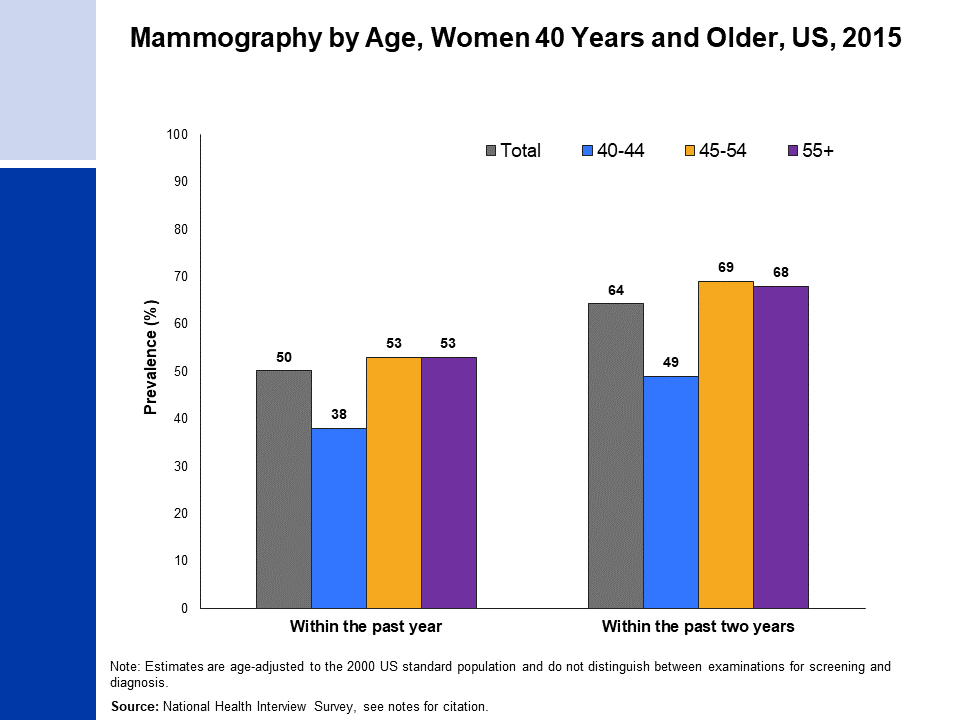 Mammography by Age, Women 40 Years and Older, US, 2015
Total 40-44 45-54 55+
Prevalence (%)
100
90
80
70
60
50
40
30
20
10
0
50 38 53 53
64 49 69 68
Within the past year Within the past two years
Note: Estimates are age-adjusted to the 2000 US standard population and do not distinguish between examinations for screening and
diagnosis.
Source: National Health Interview Survey, see notes for citation.